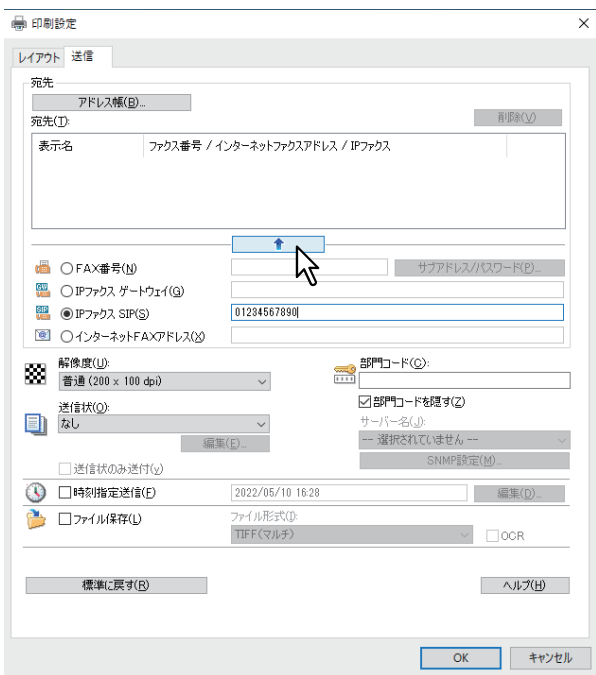 印刷設定
レイアウト 送信
宛先
アドレス帳(B)...
宛先(T):
削除(V)
表示名 ファクス番号 / インターネットファクスアドレス / IPファクス
FAX番号(N) サブアドレス/パスワード(P)...
IPファクス ゲートウェイ(G)
IPファクス SIP(S) 01234567890
インターネットFAXアドレス(X)
解像度(U): 部門コード(C):
普通 (200 x 100 dpi)
送信状(O): 部門コードを隠す(Z)
なし サーバー名(J):
編集(E)... -- 選択されていません --
送信状のみ送付(y) SNMP設定(M)...
時刻指定送信(F) 2022/05/10 16:28 編集(D)...
ファイル保存(L) ファイル形式(I):
TIFF(マルチ) OCR
標準に戻す(R) ヘルプ(H)
OK キャンセル